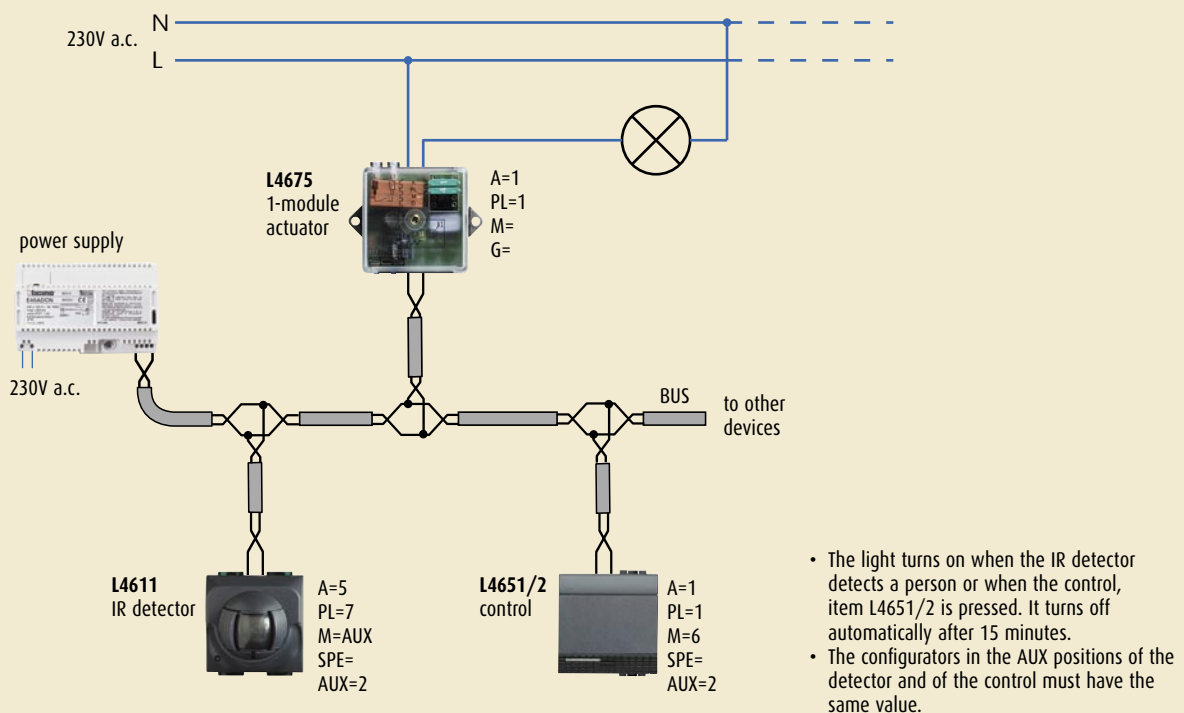 N
230V a.c.
L
L4675
1-module
actuator
A=1
PL=1
M=
G=
power supply
bticino
E46ADCN
230V a.c.
BUS
to other
devices
L4611
IR detector
A=5
PL=7
M=AUX
SPE=
AUX=2
L4651/2
control
A=1
PL=1
M=6
SPE=
AUX=2
• The light turns on when the IR detector
detects a person or when the control,
item L4651/2 is pressed. It turns off
automatically after 15 minutes.
• The configurators in the AUX positions of the
detector and of the control must have the
same value.